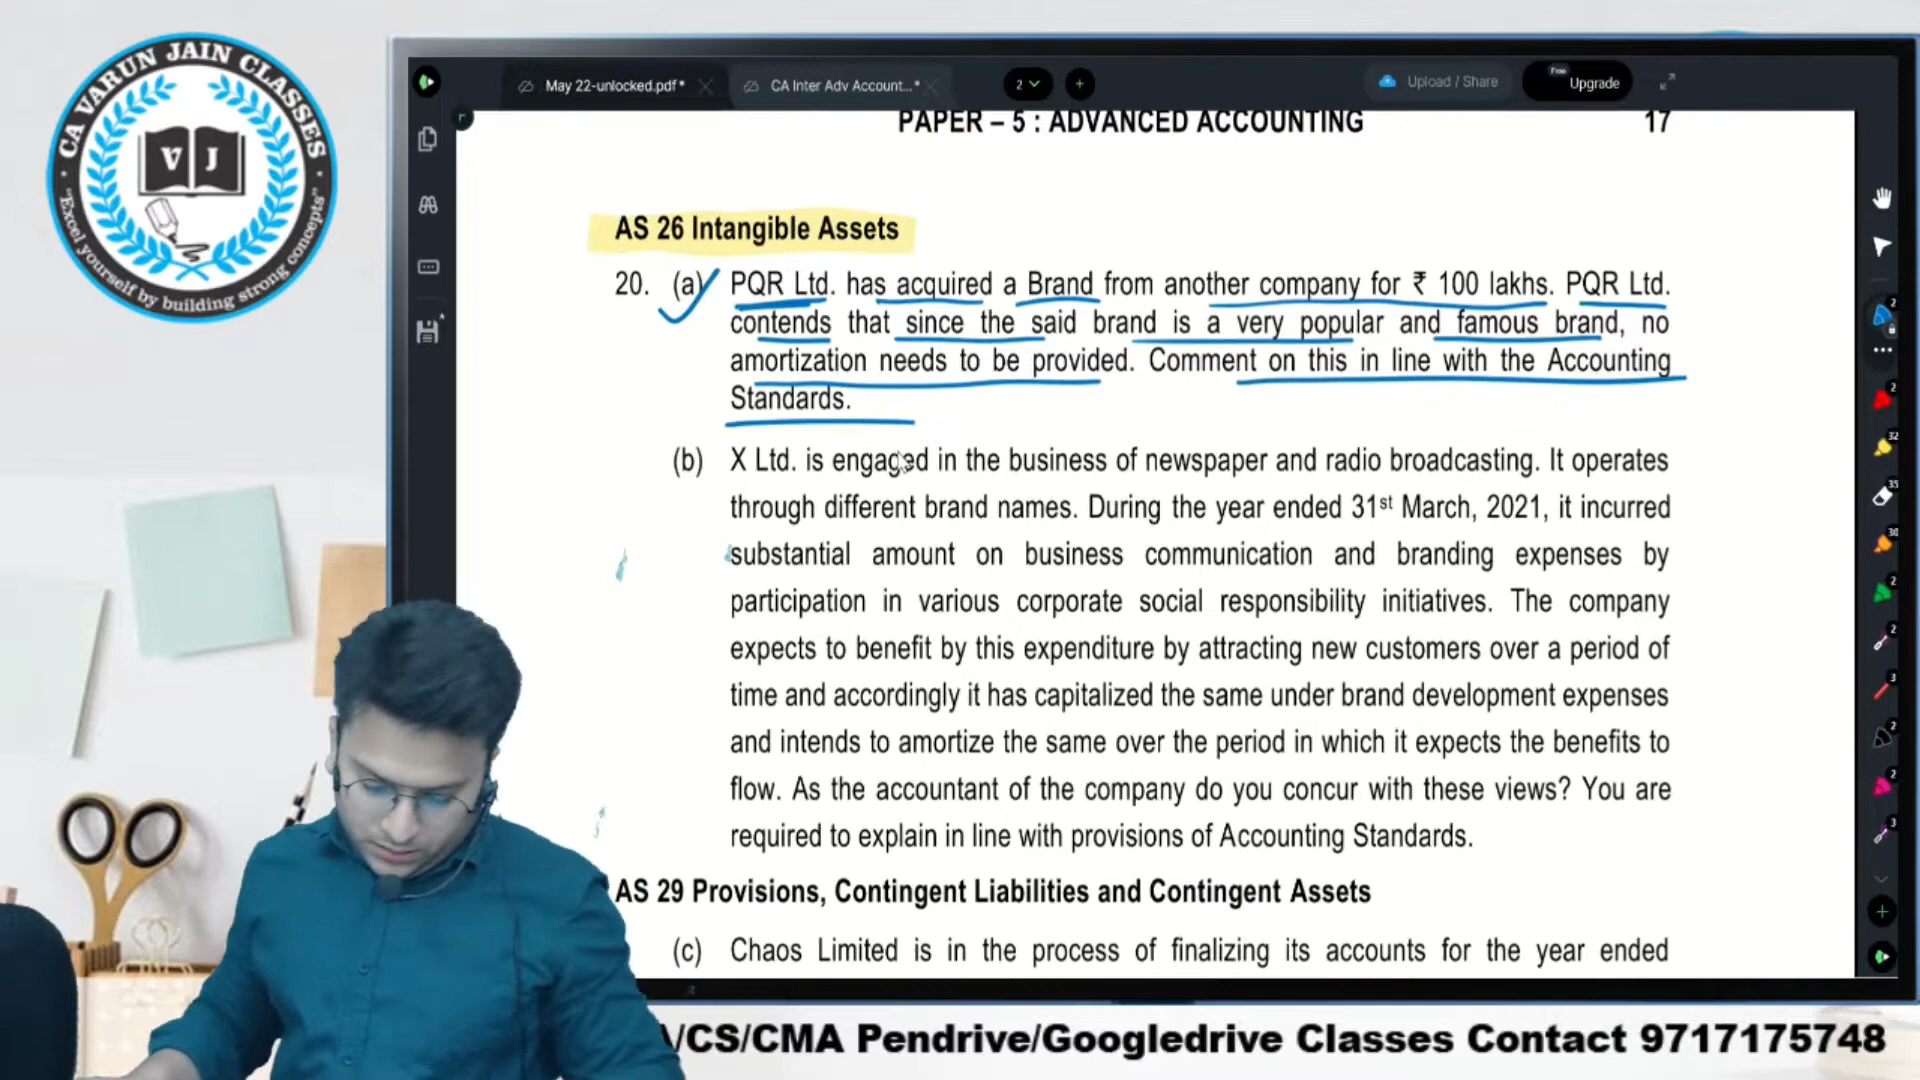 CA VARUN JAIN CLASSES
V J
"Excel yourself by building strong concepts"
May 22-unlocked.pdf*
CA Inter Adv Account...*
2
Upload / Share
Free
Upgrade
PAPER – 5 : ADVANCED ACCOUNTING 17
AS 26 Intangible Assets
20. (a) PQR Ltd. has acquired a Brand from another company for ₹ 100 lakhs. PQR Ltd.
contends that since the said brand is a very popular and famous brand, no
amortization needs to be provided. Comment on this in line with the Accounting
Standards.
(b) X Ltd. is engaged in the business of newspaper and radio broadcasting. It operates
through different brand names. During the year ended 31st March, 2021, it incurred
substantial amount on business communication and branding expenses by
participation in various corporate social responsibility initiatives. The company
expects to benefit by this expenditure by attracting new customers over a period of
time and accordingly it has capitalized the same under brand development expenses
and intends to amortize the same over the period in which it expects the benefits to
flow. As the accountant of the company do you concur with these views? You are
required to explain in line with provisions of Accounting Standards.
AS 29 Provisions, Contingent Liabilities and Contingent Assets
(c) Chaos Limited is in the process of finalizing its accounts for the year ended
/CS/CMA Pendrive/Googledrive Classes Contact 9717175748